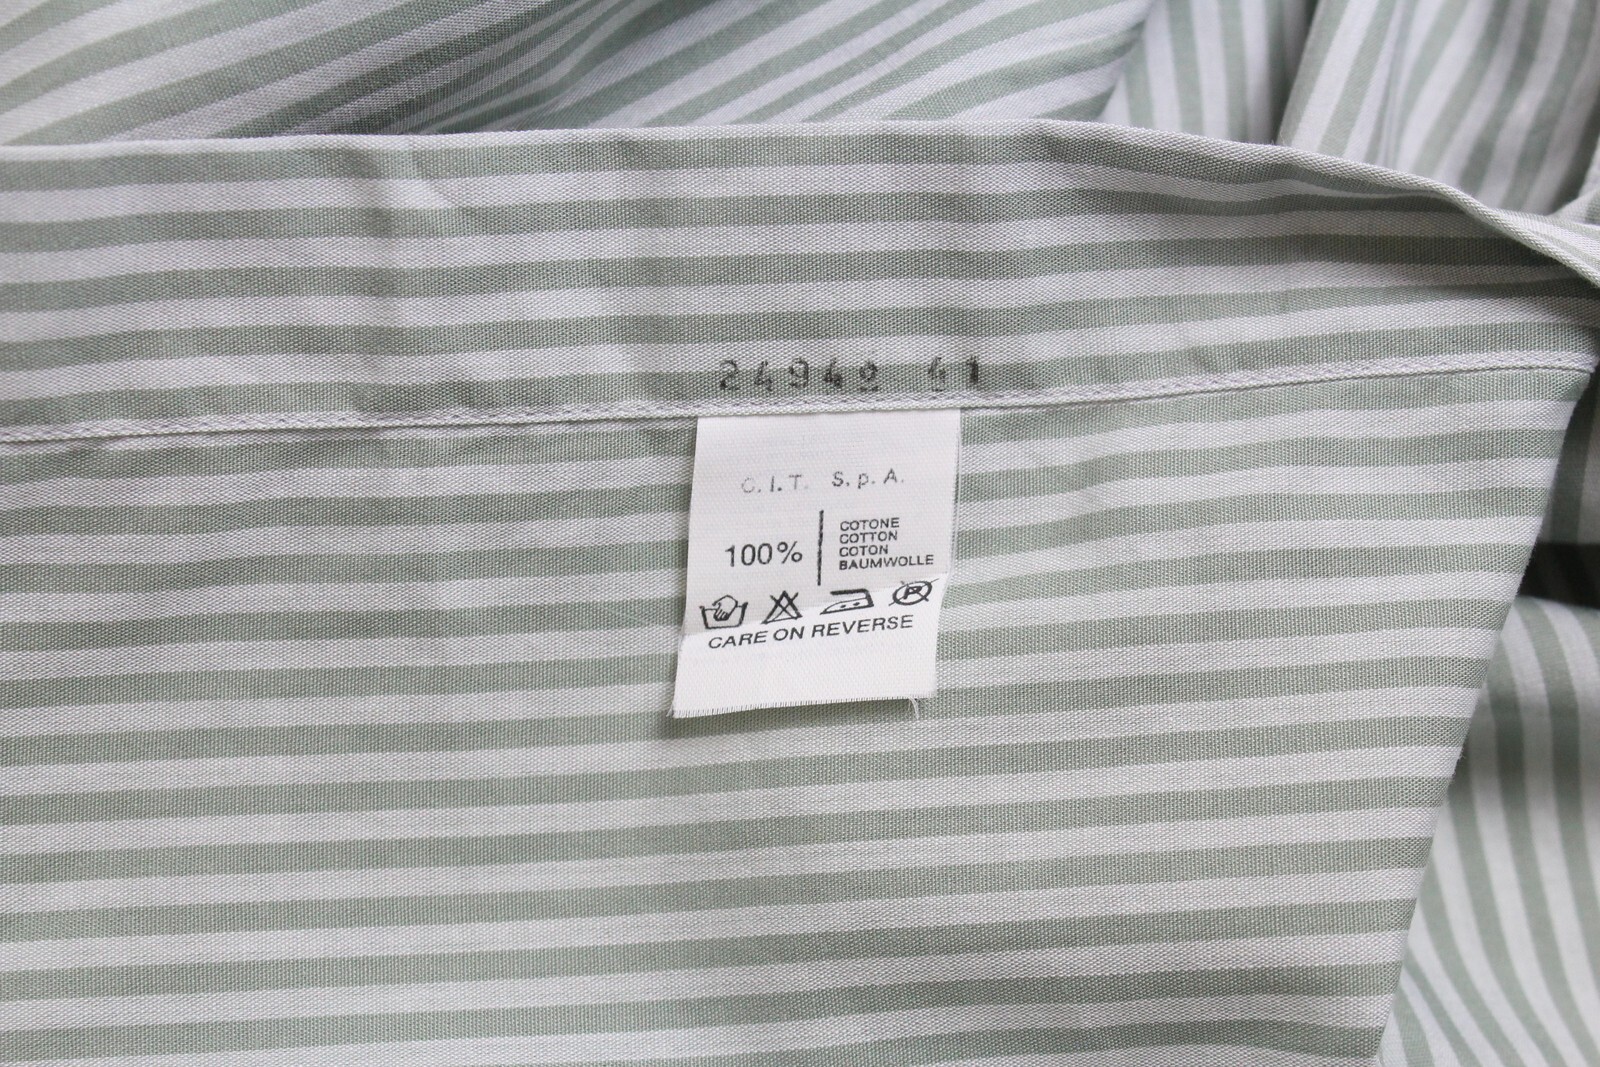 24942 41
C.I.T. S.p.A.
100%
COTONE
COTTON
COTON
BAUMWOLLE
CARE ON REVERSE